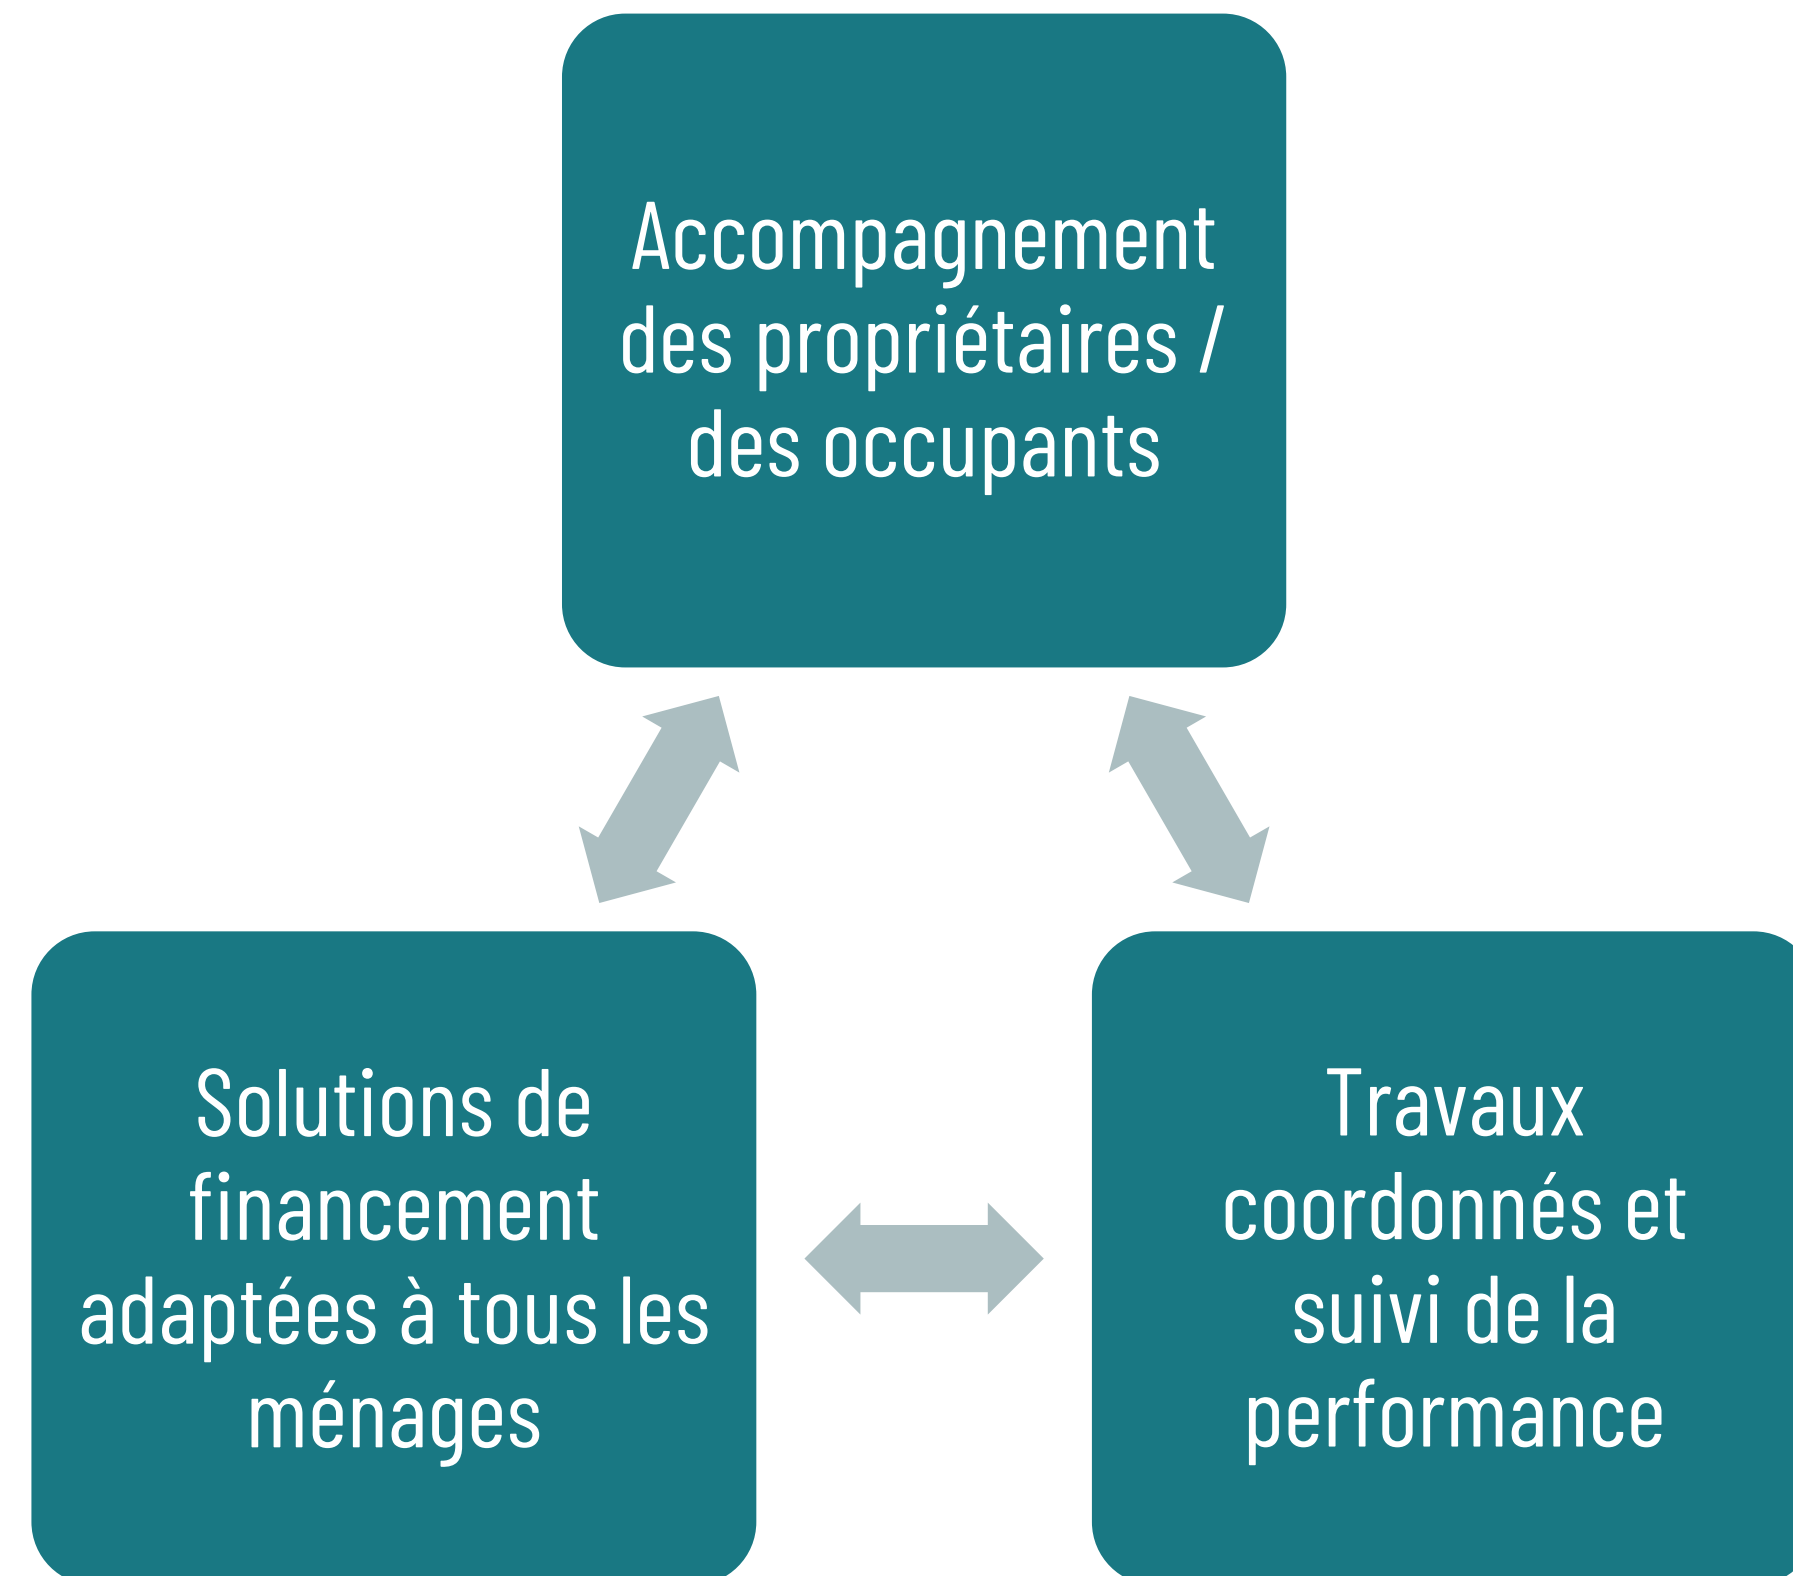 Accompagnement
des propriétaires /
des occupants
Solutions de
financement
adaptées à tous les
ménages
Travaux
coordonnés et
suivi de la
performance